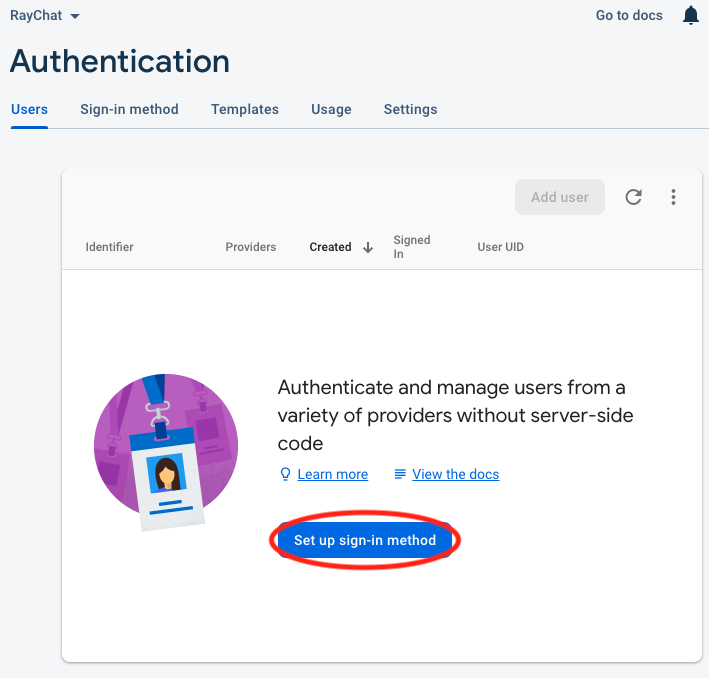 RayChat
Go to docs
Authentication
Users
Sign-in method
Templates
Usage
Settings
Add user
Identifier
Providers
Created
Signed
In
User UID
Authenticate and manage users from a
variety of providers without server-side
code
Learn more
View the docs
Set up sign-in method